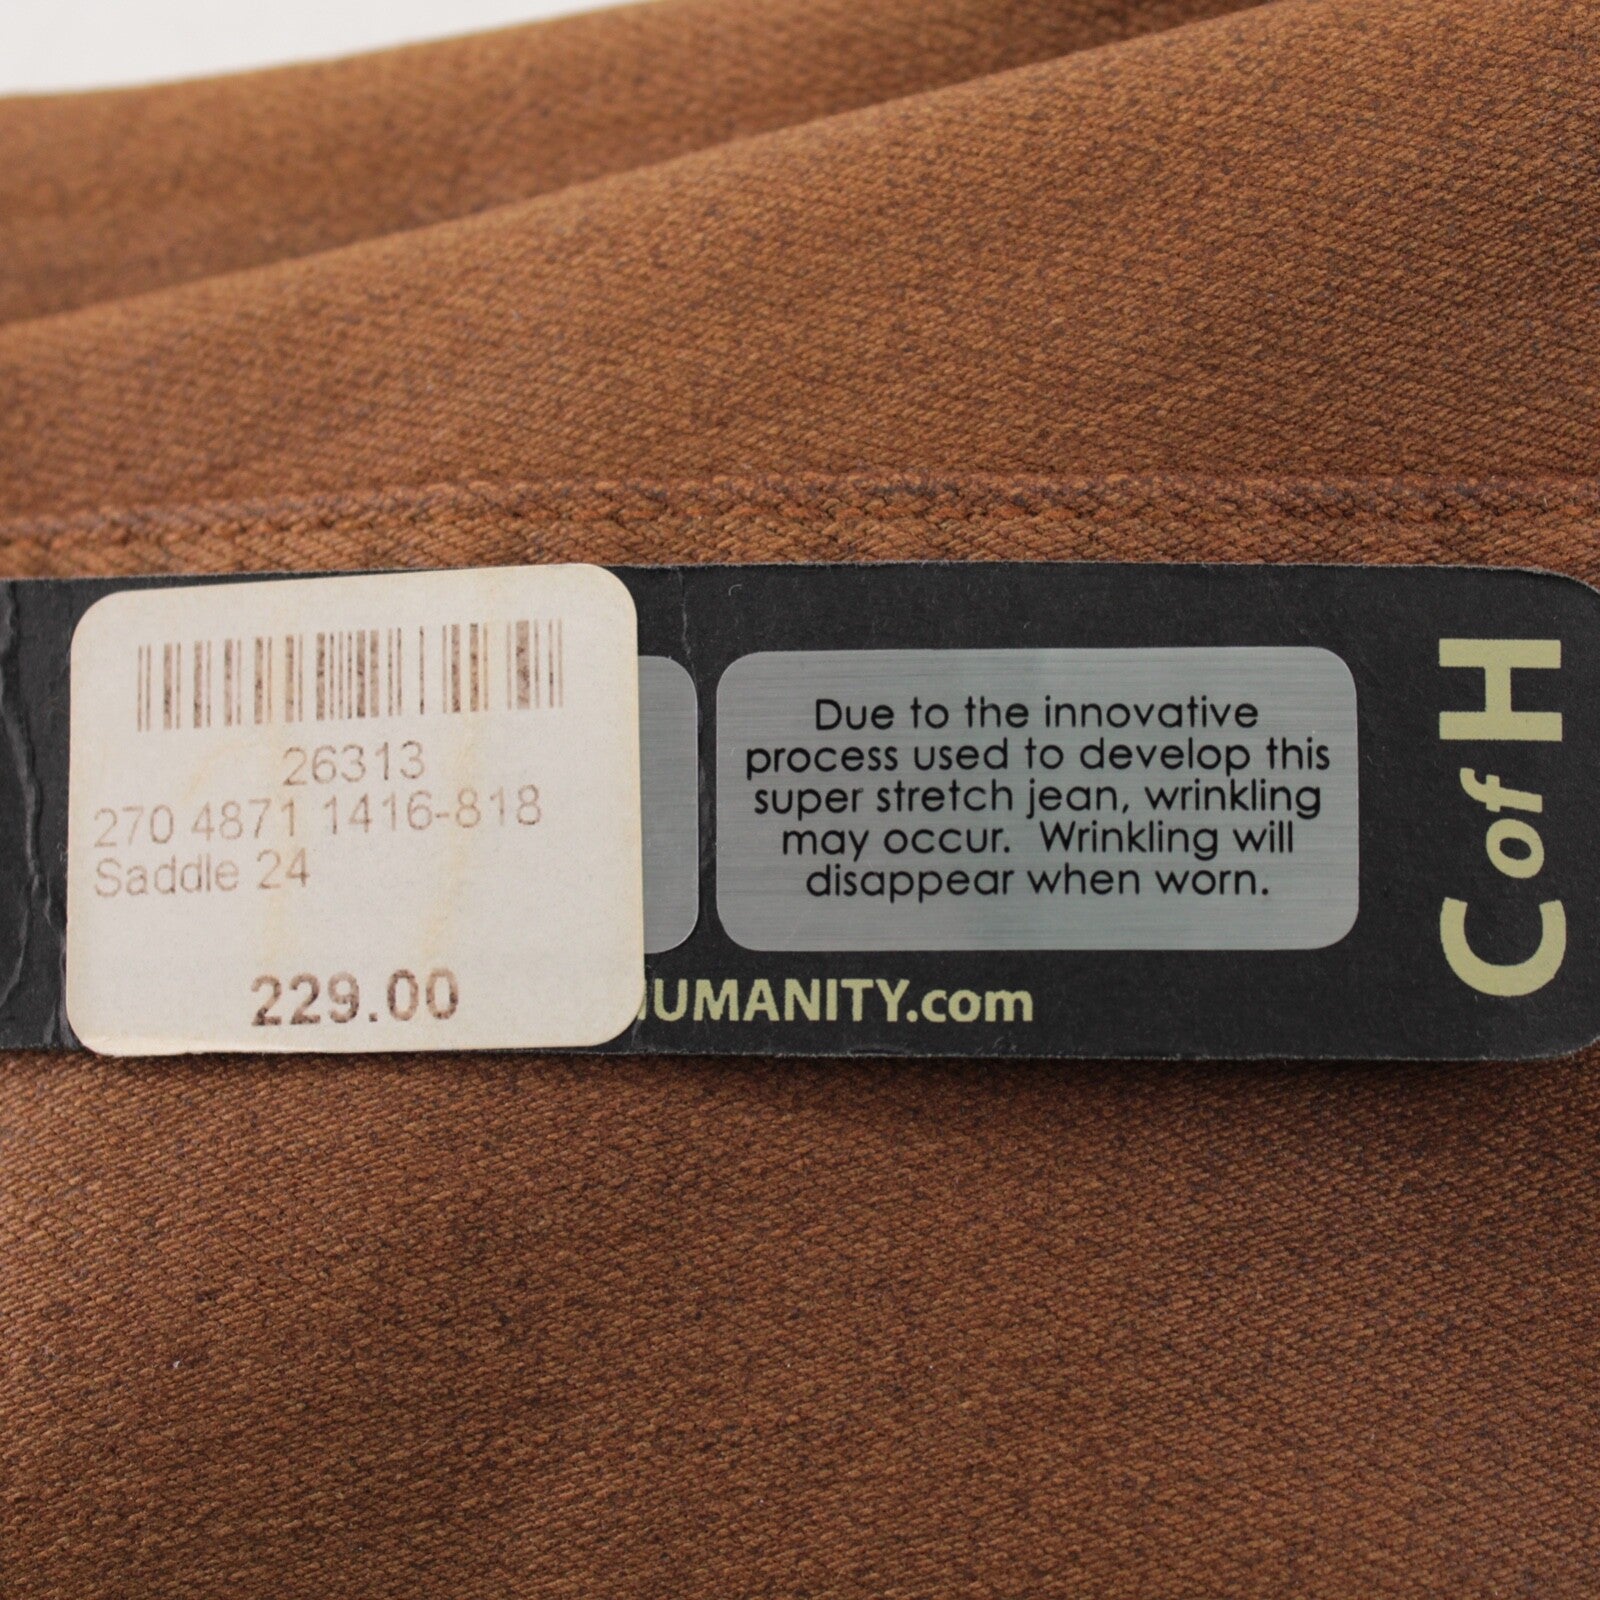 26313
270 4871 1416-818
Saddle 24
229.00
Due to the innovative
process used to develop this
super stretch jean, wrinkling
may occur. Wrinkling will
disappear when worn.
UMANITY.com
C of H